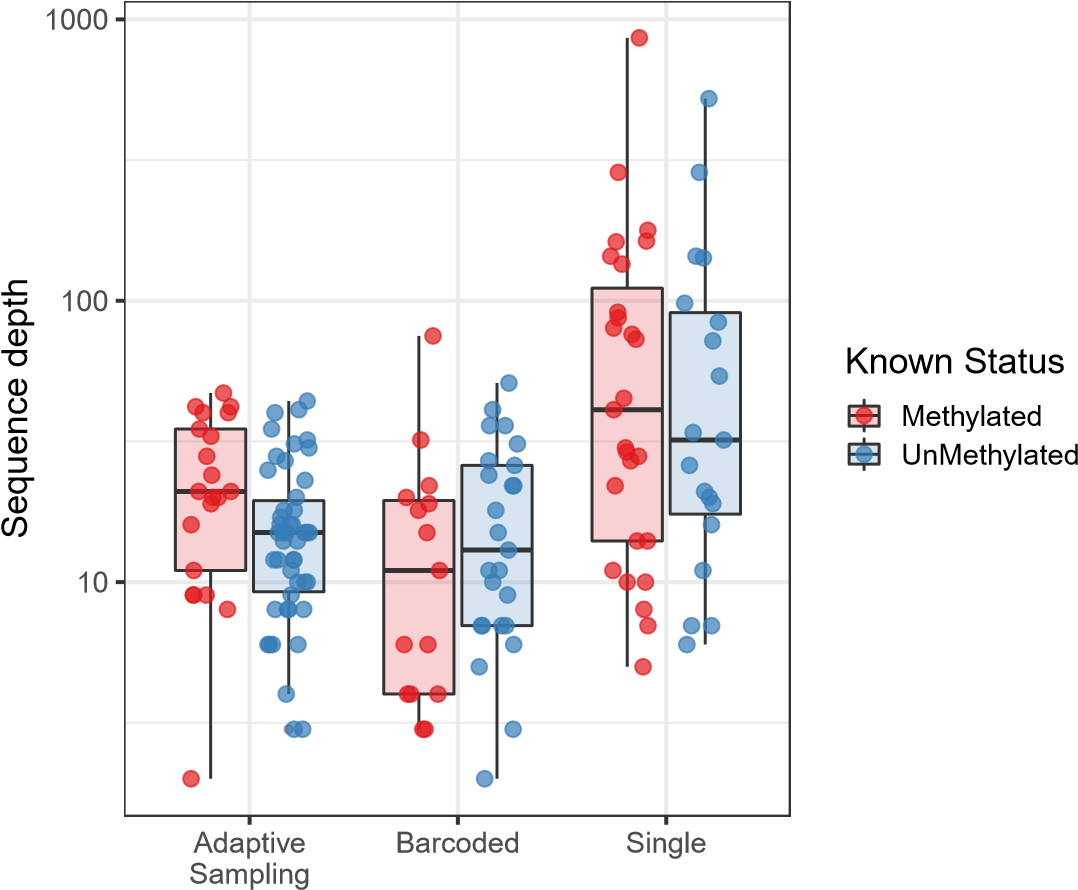 Sequence depth
1000
100
10
Adaptive
Sampling
Barcoded
Single
Known Status
Methylated
UnMethylated